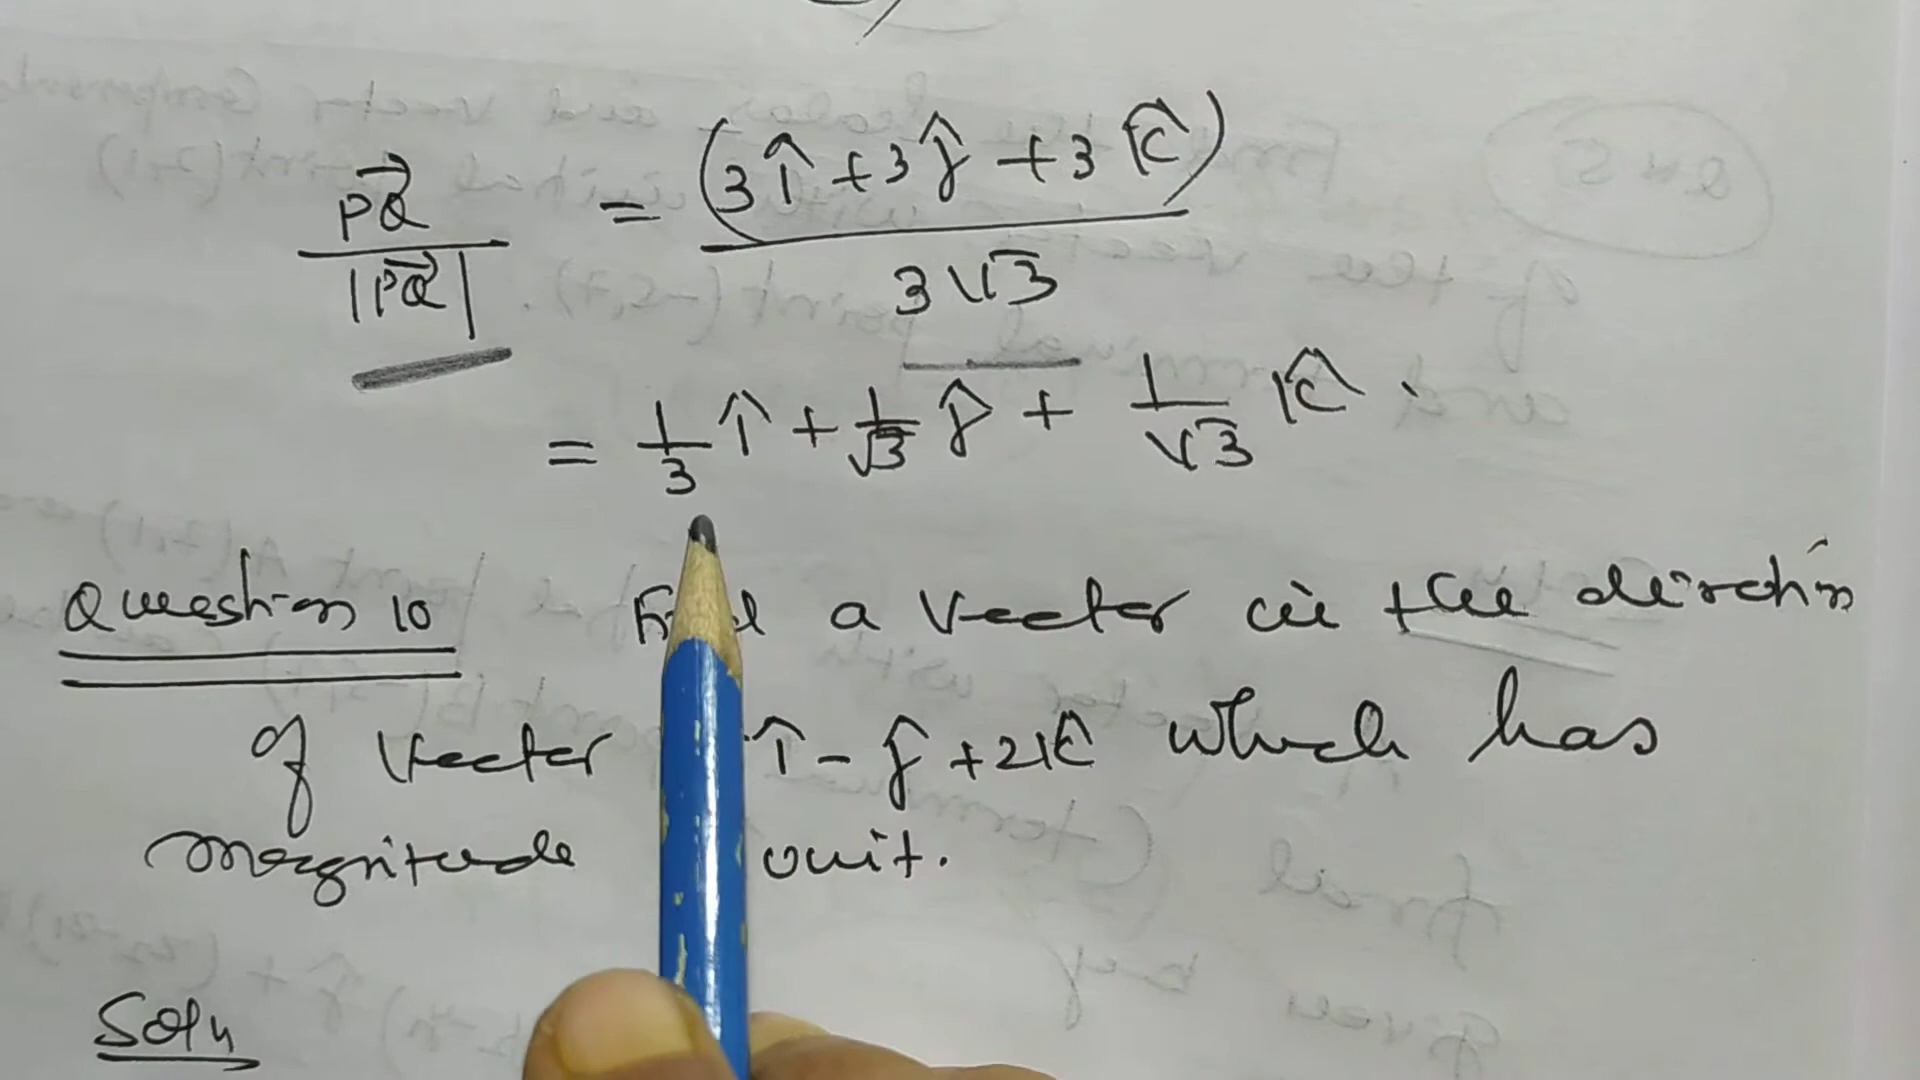 PQ⃗ / |PQ⃗| = (3î + 3ĵ + 3k̂) / 3√3
= 1/3 î + 1/√3 ĵ + 1/√3 k̂.
Question 10 Find a vector in the direction
of vector î - ĵ + 2k̂ which has
magnitude unit.
Soln